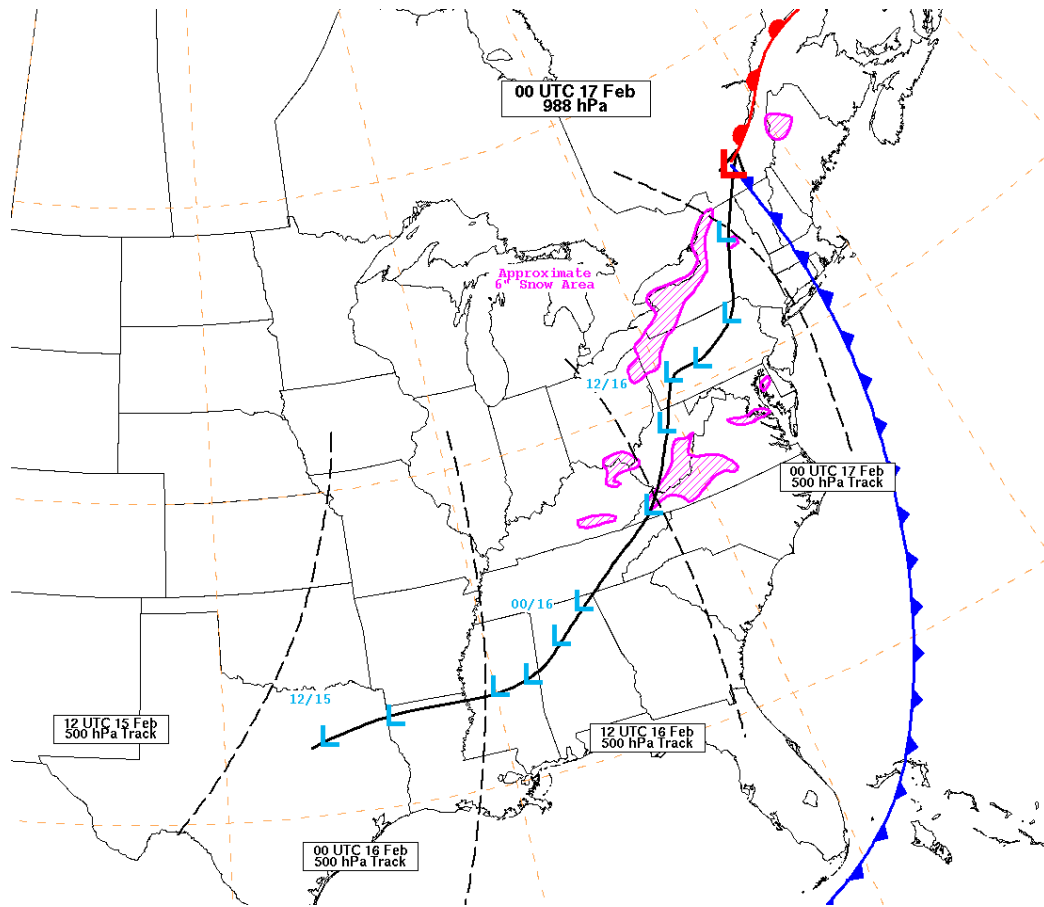 00 UTC 17 Feb
988 hPa
L
L
Approximate
6" Snow Area
L
L
12/16
L
L
00 UTC 17 Feb
500 hPa Track
L
00/16
L
L
L
12/15
L
L
L
12 UTC 15 Feb
500 hPa Track
12 UTC 16 Feb
500 hPa Track
00 UTC 16 Feb
500 hPa Track